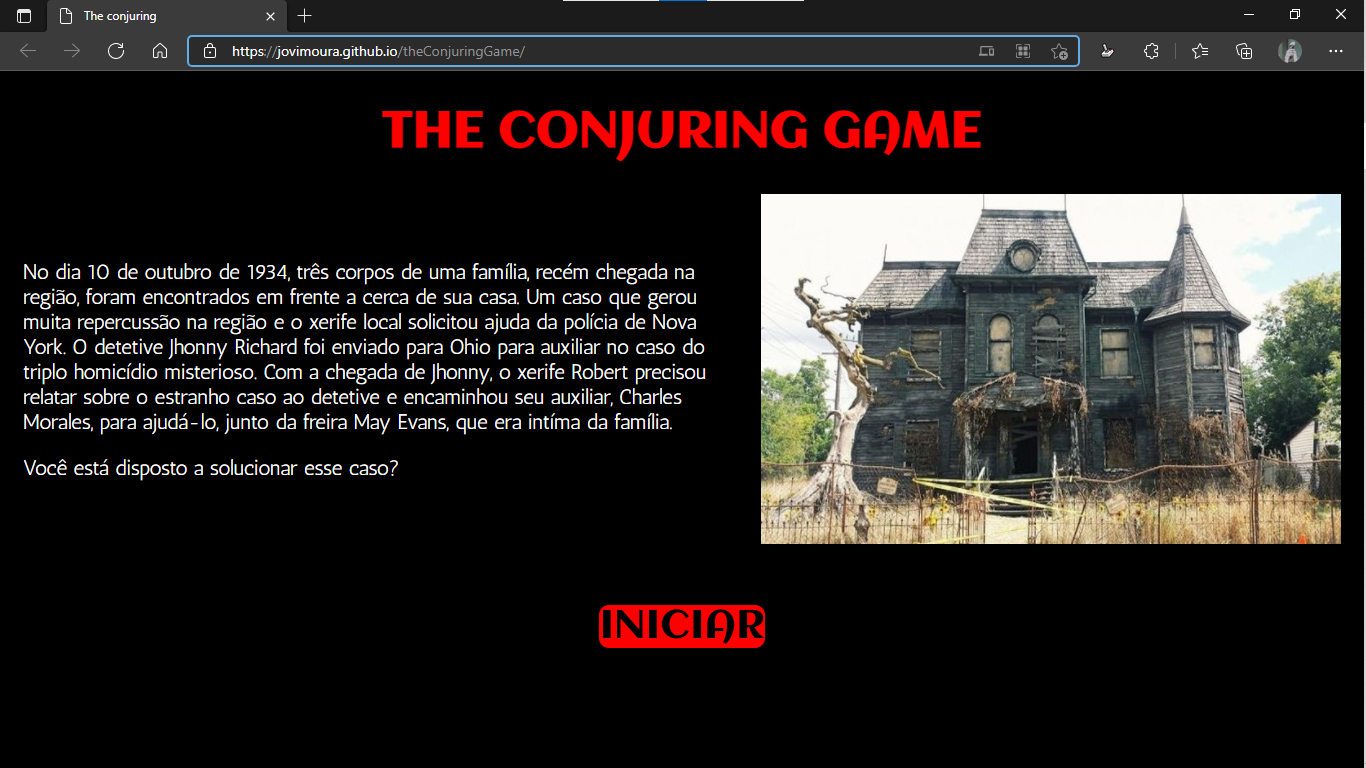 The conjuring
https://jovimoura.github.io/theConjuringGame/
THE CONJURING GAME
No dia 10 de outubro de 1934, três corpos de uma família, recém chegada na
região, foram encontrados em frente a cerca de sua casa. Um caso que gerou
muita repercussão na região e o xerife local solicitou ajuda da polícia de Nova
York. O detetive Jhonny Richard foi enviado para Ohio para auxiliar no caso do
triplo homicídio misterioso. Com a chegada de Jhonny, o xerife Robert precisou
relatar sobre o estranho caso ao detetive e encaminhou seu auxiliar, Charles
Morales, para ajudá-lo, junto da freira May Evans, que era intíma da família.
Você está disposto a solucionar esse caso?
INICIAR